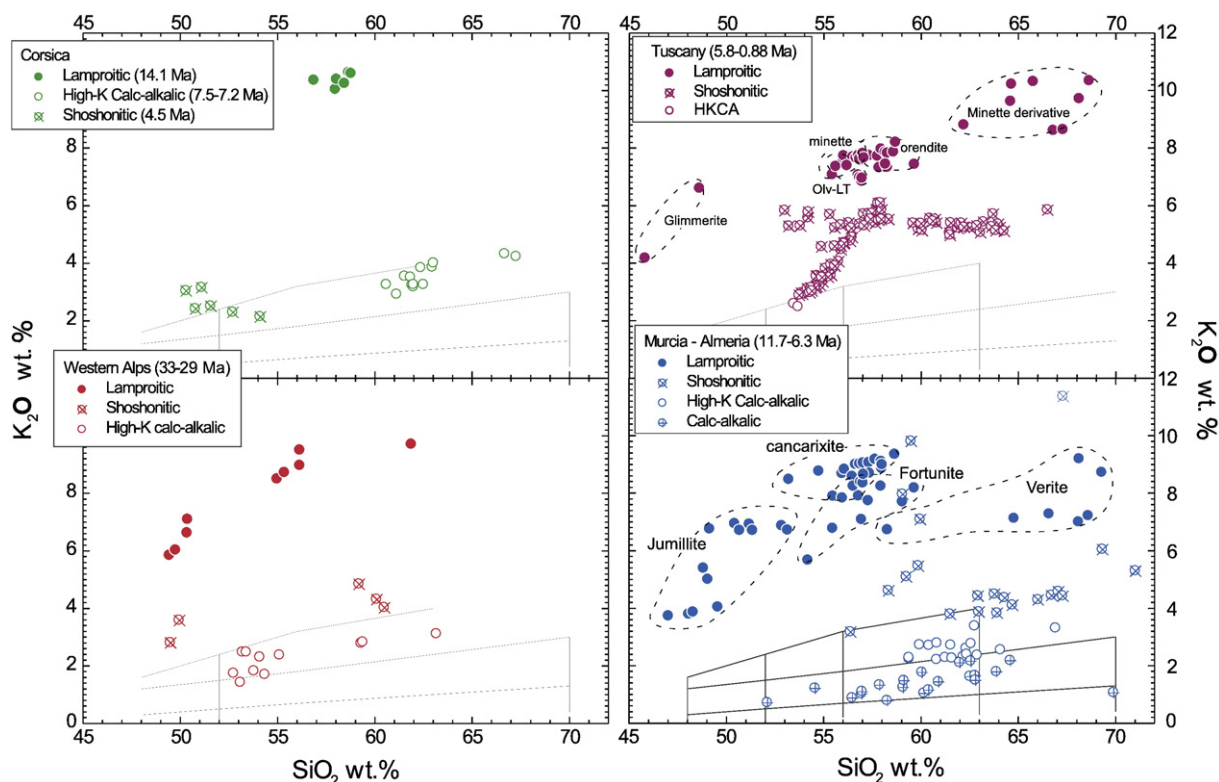 45 50 55 60 65 70
45 50 55 60 65 70
Corsica
Lamproitic (14.1 Ma)
High-K Calc-alkalic (7.5-7.2 Ma)
Shoshonitic (4.5 Ma)
8
6
4
2
K2O wt. %
Tuscany (5.8-0.88 Ma)
Lamproitic
Shoshonitic
HKCA
minette
orendite
Olv-LT
Glimmerite
Minette derivative
12
10
8
6
4
2
K2O wt. %
Western Alps (33-29 Ma)
Lamproitic
Shoshonitic
High-K calc-alkalic
8
6
4
2
0
45 50 55 60 65 70
SiO2 wt.%
Murcia - Almeria (11.7-6.3 Ma)
Lamproitic
Shoshonitic
High-K Calc-alkalic
Calc-alkalic
cancarixite
Fortunite
Verite
Jumillite
12
10
8
6
4
2
0
45 50 55 60 65 70
SiO2 wt.%